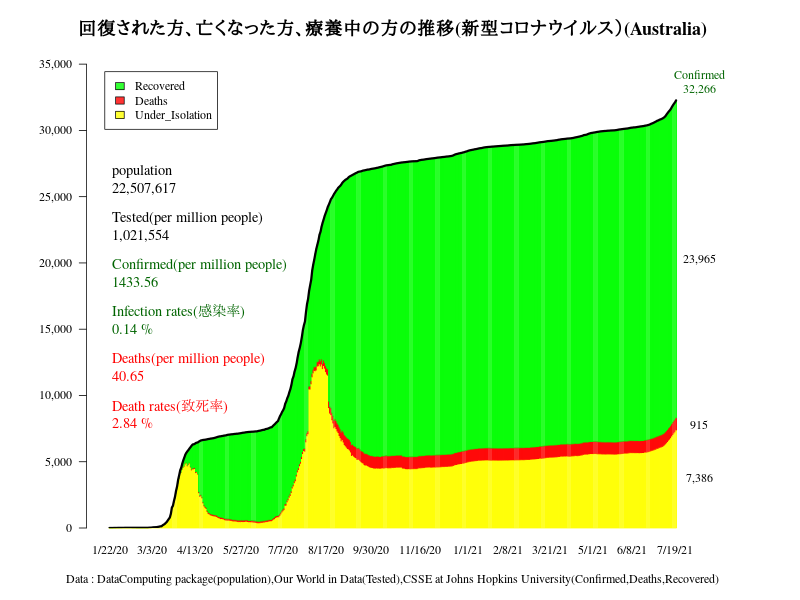 回復された方、亡くなった方、療養中の方の推移(新型コロナウイルス）(Australia)
35,000
30,000
25,000
20,000
15,000
10,000
5,000
0
Recovered
Deaths
Under_Isolation
population
22,507,617
Tested(per million people)
1,021,554
Confirmed(per million people)
1433.56
Infection rates(感染率)
0.14 %
Deaths(per million people)
40.65
Death rates(致死率)
2.84 %
Confirmed
32,266
23,965
915
7,386
1/22/20 3/3/20 4/13/20 5/27/20 7/7/20 8/17/20 9/30/20 11/16/20 1/1/21 2/8/21 3/21/21 5/1/21 6/8/21 7/19/21
Data : DataComputing package(population),Our World in Data(Tested),CSSE at Johns Hopkins University(Confirmed,Deaths,Recovered)